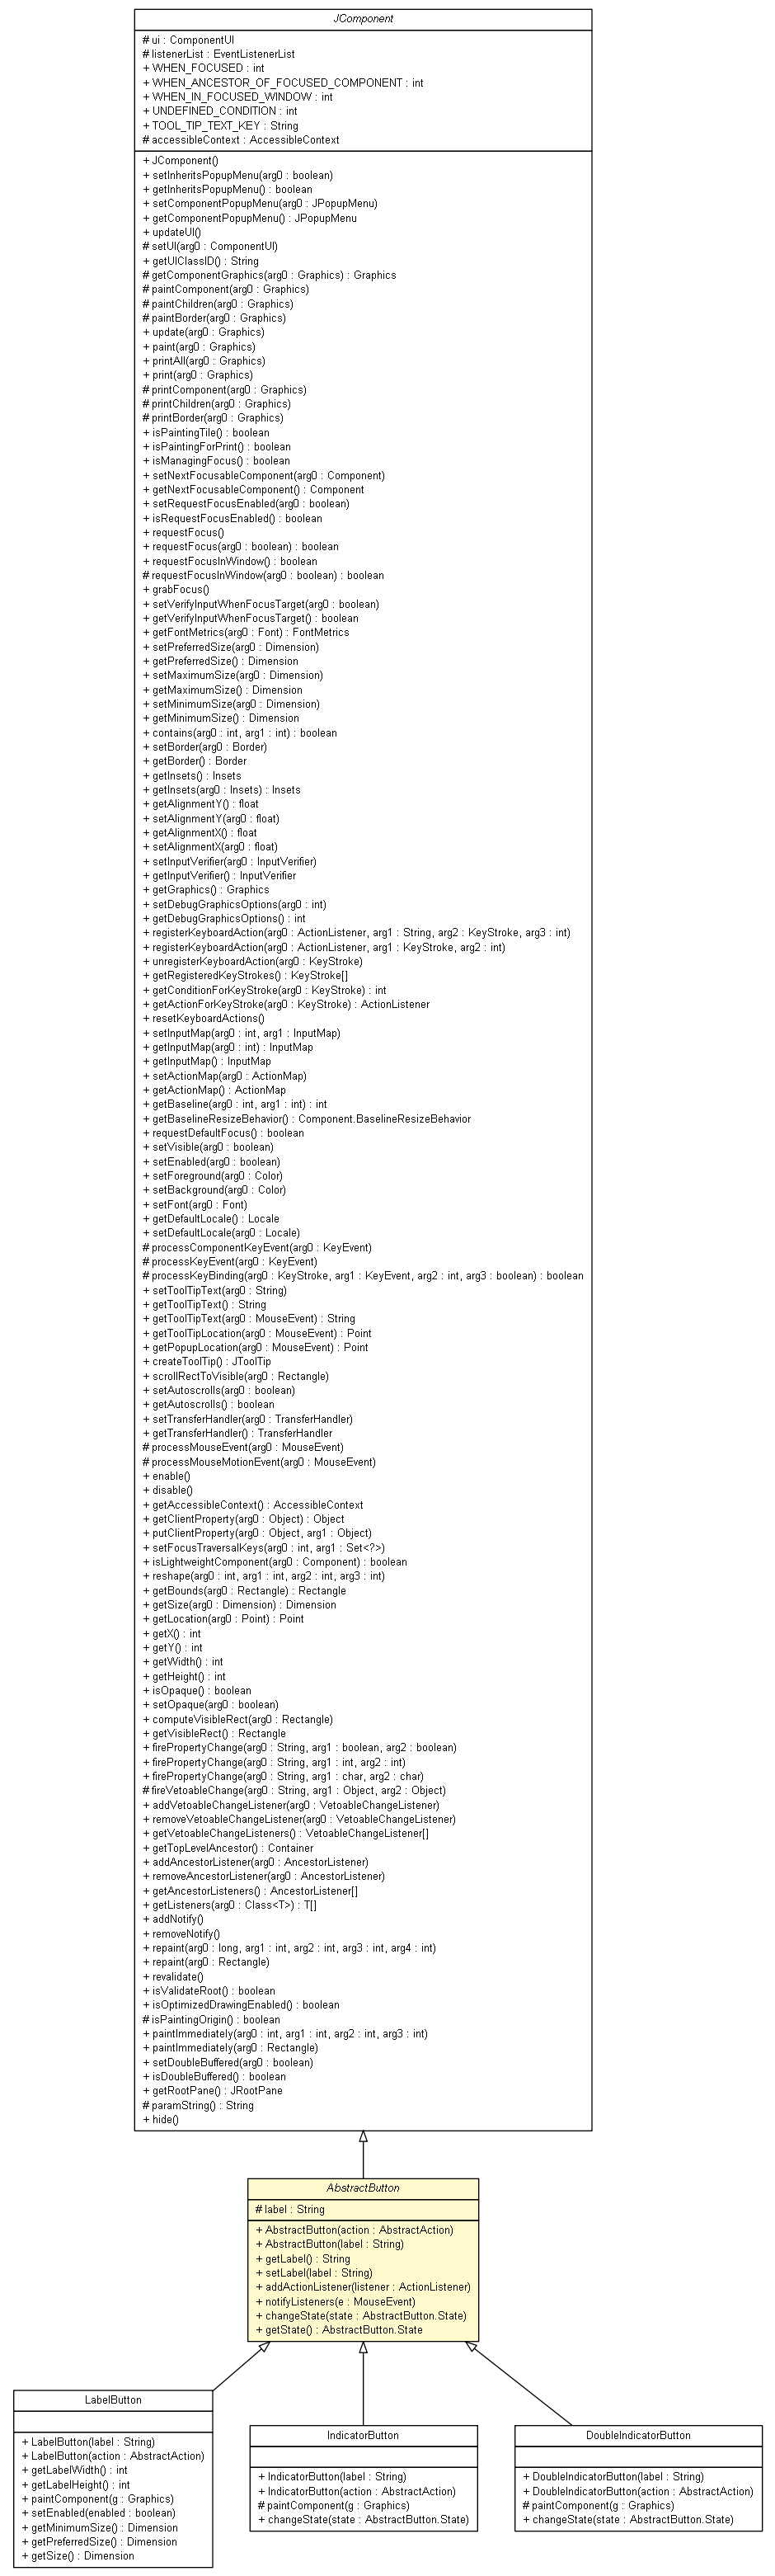 JComponent
# ui : ComponentUI
# listenerList : EventListenerList
+ WHEN_FOCUSED : int
+ WHEN_ANCESTOR_OF_FOCUSED_COMPONENT : int
+ WHEN_IN_FOCUSED_WINDOW : int
+ UNDEFINED_CONDITION : int
+ TOOL_TIP_TEXT_KEY : String
# accessibleContext : AccessibleContext
+ JComponent()
+ setInheritsPopupMenu(arg0 : boolean)
+ getInheritsPopupMenu() : boolean
+ setComponentPopupMenu(arg0 : JPopupMenu)
+ getComponentPopupMenu() : JPopupMenu
+ updateUI()
# setUI(arg0 : ComponentUI)
+ getUIClassID() : String
# getComponentGraphics(arg0 : Graphics) : Graphics
# paintComponent(arg0 : Graphics)
# paintChildren(arg0 : Graphics)
# paintBorder(arg0 : Graphics)
+ update(arg0 : Graphics)
+ paint(arg0 : Graphics)
+ printAll(arg0 : Graphics)
+ print(arg0 : Graphics)
# printComponent(arg0 : Graphics)
# printChildren(arg0 : Graphics)
# printBorder(arg0 : Graphics)
+ isPaintingTile() : boolean
+ isPaintingForPrint() : boolean
+ isManagingFocus() : boolean
+ setNextFocusableComponent(arg0 : Component)
+ getNextFocusableComponent() : Component
+ setRequestFocusEnabled(arg0 : boolean)
+ isRequestFocusEnabled() : boolean
+ requestFocus()
+ requestFocus(arg0 : boolean) : boolean
+ requestFocusInWindow() : boolean
# requestFocusInWindow(arg0 : boolean) : boolean
+ grabFocus()
+ setVerifyInputWhenFocusTarget(arg0 : boolean)
+ getVerifyInputWhenFocusTarget() : boolean
+ getFontMetrics(arg0 : Font) : FontMetrics
+ setPreferredSize(arg0 : Dimension)
+ getPreferredSize() : Dimension
+ setMaximumSize(arg0 : Dimension)
+ getMaximumSize() : Dimension
+ setMinimumSize(arg0 : Dimension)
+ getMinimumSize() : Dimension
+ contains(arg0 : int, arg1 : int) : boolean
+ setBorder(arg0 : Border)
+ getBorder() : Border
+ getInsets() : Insets
+ getInsets(arg0 : Insets) : Insets
+ getAlignmentY() : float
+ setAlignmentY(arg0 : float)
+ getAlignmentX() : float
+ setAlignmentX(arg0 : float)
+ setInputVerifier(arg0 : InputVerifier)
+ getInputVerifier() : InputVerifier
+ getGraphics() : Graphics
+ setDebugGraphicsOptions(arg0 : int)
+ getDebugGraphicsOptions() : int
+ registerKeyboardAction(arg0 : ActionListener, arg1 : String, arg2 : KeyStroke, arg3 : int)
+ registerKeyboardAction(arg0 : ActionListener, arg1 : KeyStroke, arg2 : int)
+ unregisterKeyboardAction(arg0 : KeyStroke)
+ getRegisteredKeyStrokes() : KeyStroke[]
+ getConditionForKeyStroke(arg0 : KeyStroke) : int
+ getActionForKeyStroke(arg0 : KeyStroke) : ActionListener
+ resetKeyboardActions()
+ setInputMap(arg0 : int, arg1 : InputMap)
+ getInputMap(arg0 : int) : InputMap
+ getInputMap() : InputMap
+ setActionMap(arg0 : ActionMap)
+ getActionMap() : ActionMap
+ getBaseline(arg0 : int, arg1 : int) : int
+ getBaselineResizeBehavior() : Component.BaselineResizeBehavior
+ requestDefaultFocus() : boolean
+ setVisible(arg0 : boolean)
+ setEnabled(arg0 : boolean)
+ setForeground(arg0 : Color)
+ setBackground(arg0 : Color)
+ setFont(arg0 : Font)
+ getDefaultLocale() : Locale
+ setDefaultLocale(arg0 : Locale)
# processComponentKeyEvent(arg0 : KeyEvent)
# processKeyEvent(arg0 : KeyEvent)
# processKeyBinding(arg0 : KeyStroke, arg1 : KeyEvent, arg2 : int, arg3 : boolean) : boolean
+ setToolTipText(arg0 : String)
+ getToolTipText() : String
+ getToolTipText(arg0 : MouseEvent) : String
+ getToolTipLocation(arg0 : MouseEvent) : Point
+ getPopupLocation(arg0 : MouseEvent) : Point
+ createToolTip() : JToolTip
+ scrollRectToVisible(arg0 : Rectangle)
+ setAutoscrolls(arg0 : boolean)
+ getAutoscrolls() : boolean
+ setTransferHandler(arg0 : TransferHandler)
+ getTransferHandler() : TransferHandler
# processMouseEvent(arg0 : MouseEvent)
# processMouseMotionEvent(arg0 : MouseEvent)
+ enable()
+ disable()
+ getAccessibleContext() : AccessibleContext
+ getClientProperty(arg0 : Object) : Object
+ putClientProperty(arg0 : Object, arg1 : Object)
+ setFocusTraversalKeys(arg0 : int, arg1 : Set<?>)
+ isLightweightComponent(arg0 : Component) : boolean
+ reshape(arg0 : int, arg1 : int, arg2 : int, arg3 : int)
+ getBounds(arg0 : Rectangle) : Rectangle
+ getSize(arg0 : Dimension) : Dimension
+ getLocation(arg0 : Point) : Point
+ getX() : int
+ getY() : int
+ getWidth() : int
+ getHeight() : int
+ isOpaque() : boolean
+ setOpaque(arg0 : boolean)
+ computeVisibleRect(arg0 : Rectangle)
+ getVisibleRect() : Rectangle
+ firePropertyChange(arg0 : String, arg1 : boolean, arg2 : boolean)
+ firePropertyChange(arg0 : String, arg1 : int, arg2 : int)
+ firePropertyChange(arg0 : String, arg1 : char, arg2 : char)
# fireVetoableChange(arg0 : String, arg1 : Object, arg2 : Object)
+ addVetoableChangeListener(arg0 : VetoableChangeListener)
+ removeVetoableChangeListener(arg0 : VetoableChangeListener)
+ getVetoableChangeListeners() : VetoableChangeListener[]
+ getTopLevelAncestor() : Container
+ addAncestorListener(arg0 : AncestorListener)
+ removeAncestorListener(arg0 : AncestorListener)
+ getAncestorListeners() : AncestorListener[]
+ getListeners(arg0 : Class<T>) : T[]
+ addNotify()
+ removeNotify()
+ repaint(arg0 : long, arg1 : int, arg2 : int, arg3 : int, arg4 : int)
+ repaint(arg0 : Rectangle)
+ revalidate()
+ isValidateRoot() : boolean
+ isOptimizedDrawingEnabled() : boolean
# isPaintingOrigin() : boolean
+ paintImmediately(arg0 : int, arg1 : int, arg2 : int, arg3 : int)
+ paintImmediately(arg0 : Rectangle)
+ setDoubleBuffered(arg0 : boolean)
+ isDoubleBuffered() : boolean
+ getRootPane() : JRootPane
# paramString() : String
+ hide()
AbstractButton
# label : String
+ AbstractButton(action : AbstractAction)
+ AbstractButton(label : String)
+ getLabel() : String
+ setLabel(label : String)
+ addActionListener(listener : ActionListener)
+ notifyListeners(e : MouseEvent)
+ changeState(state : AbstractButton.State)
+ getState() : AbstractButton.State
LabelButton
+ LabelButton(label : String)
+ LabelButton(action : AbstractAction)
+ getLabelWidth() : int
+ getLabelHeight() : int
+ paintComponent(g : Graphics)
+ setEnabled(enabled : boolean)
+ getMinimumSize() : Dimension
+ getPreferredSize() : Dimension
+ getSize() : Dimension
IndicatorButton
+ IndicatorButton(label : String)
+ IndicatorButton(action : AbstractAction)
# paintComponent(g : Graphics)
+ changeState(state : AbstractButton.State)
DoubleIndicatorButton
+ DoubleIndicatorButton(label : String)
+ DoubleIndicatorButton(action : AbstractAction)
# paintComponent(g : Graphics)
+ changeState(state : AbstractButton.State)